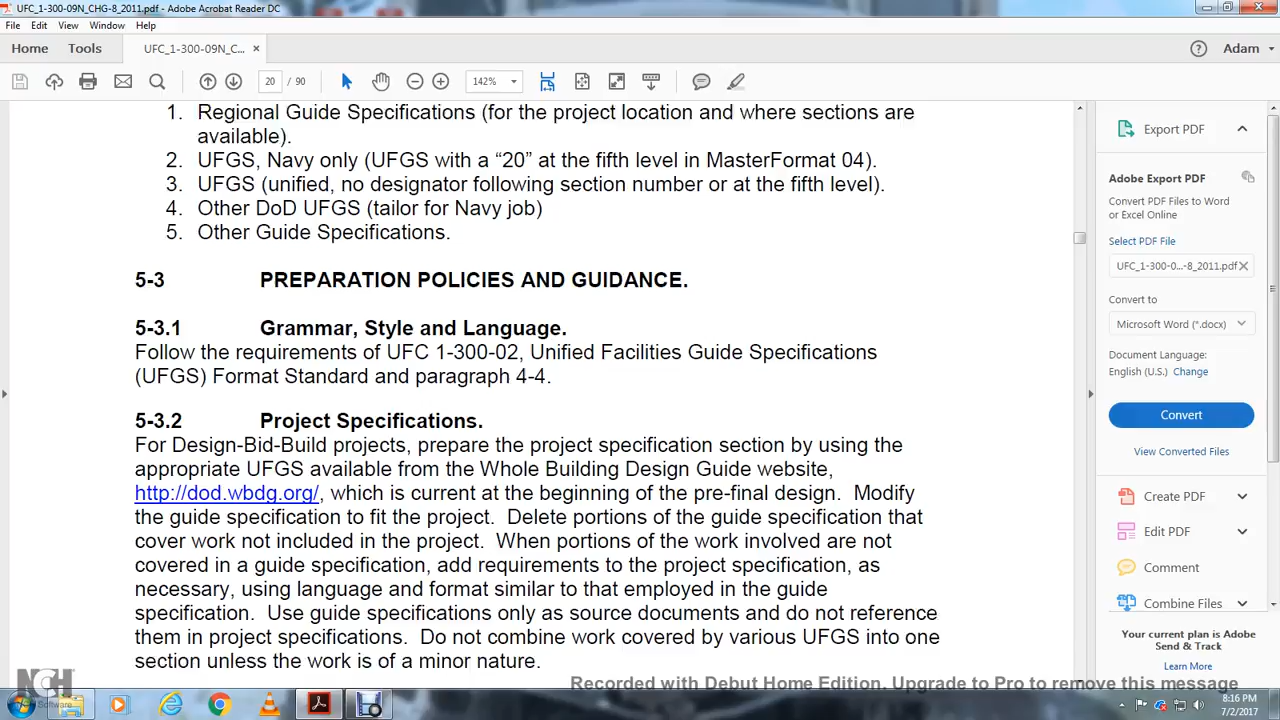 UFC_1-300-09N_CHG-8_2011.pdf - Adobe Acrobat Reader DC
File Edit View Window Help
Home Tools UFC_1-300-09N_C... × Adam
20 / 90 142%
1. Regional Guide Specifications (for the project location and where sections are
available).
2. UFGS, Navy only (UFGS with a “20” at the fifth level in MasterFormat 04).
3. UFGS (unified, no designator following section number or at the fifth level).
4. Other DoD UFGS (tailor for Navy job)
5. Other Guide Specifications.
5-3 PREPARATION POLICIES AND GUIDANCE.
5-3.1 Grammar, Style and Language.
Follow the requirements of UFC 1-300-02, Unified Facilities Guide Specifications
(UFGS) Format Standard and paragraph 4-4.
5-3.2 Project Specifications.
For Design-Bid-Build projects, prepare the project specification section by using the
appropriate UFGS available from the Whole Building Design Guide website,
http://dod.wbdg.org/, which is current at the beginning of the pre-final design. Modify
the guide specification to fit the project. Delete portions of the guide specification that
cover work not included in the project. When portions of the work involved are not
covered in a guide specification, add requirements to the project specification, as
necessary, using language and format similar to that employed in the guide
specification. Use guide specifications only as source documents and do not reference
them in project specifications. Do not combine work covered by various UFGS into one
section unless the work is of a minor nature.
Export PDF
Adobe Export PDF
Convert PDF Files to Word
or Excel Online
Select PDF File
UFC_1-300-0...-8_2011.pdf
Convert to
Microsoft Word (*.docx)
Document Language:
English (U.S.) Change
Convert
View Converted Files
Create PDF
Edit PDF
Comment
Combine Files
Your current plan is Adobe
Send & Track
Learn More
NCH
Software
Recorded with Debut Home Edition. Upgrade to Pro to remove this message
8:16 PM
7/2/2017